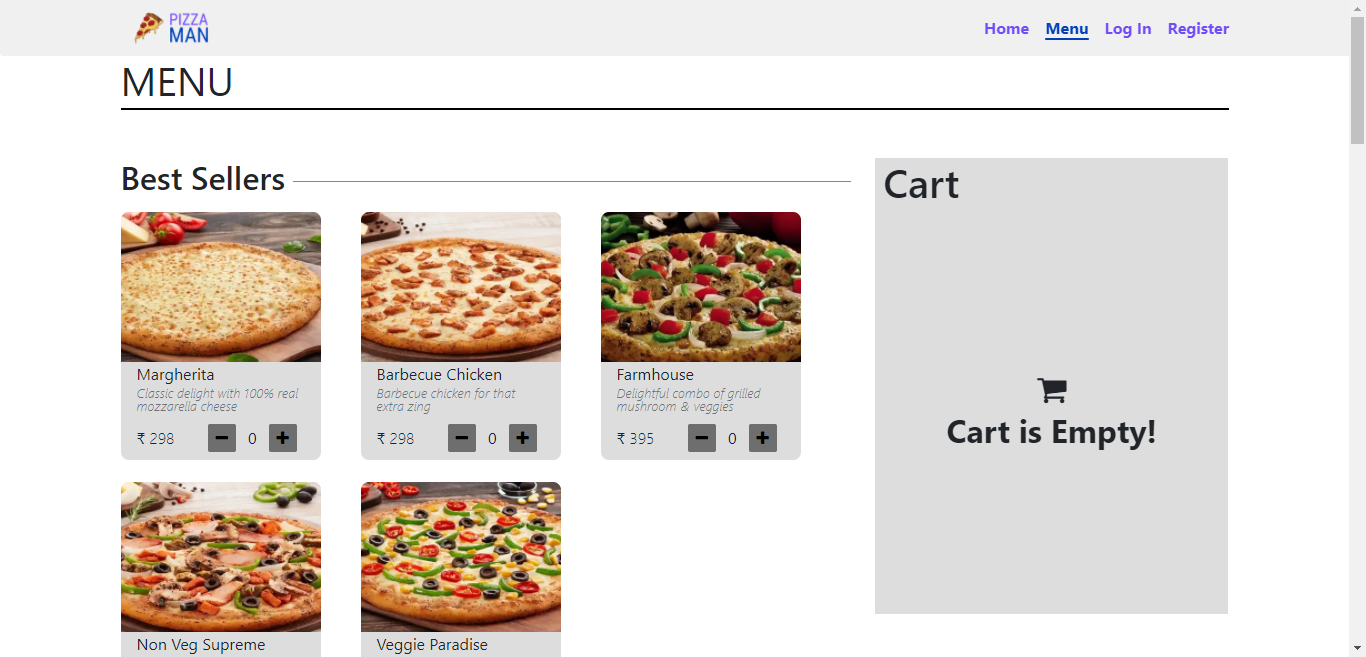 PIZZA
MAN
Home Menu Log In Register
MENU
Best Sellers
Cart
Margherita
Classic delight with 100% real
mozzarella cheese
₹ 298 0
Barbecue Chicken
Barbecue chicken for that
extra zing
₹ 298 0
Farmhouse
Delightful combo of grilled
mushroom & veggies
₹ 395 0
Cart is Empty!
Non Veg Supreme
Veggie Paradise